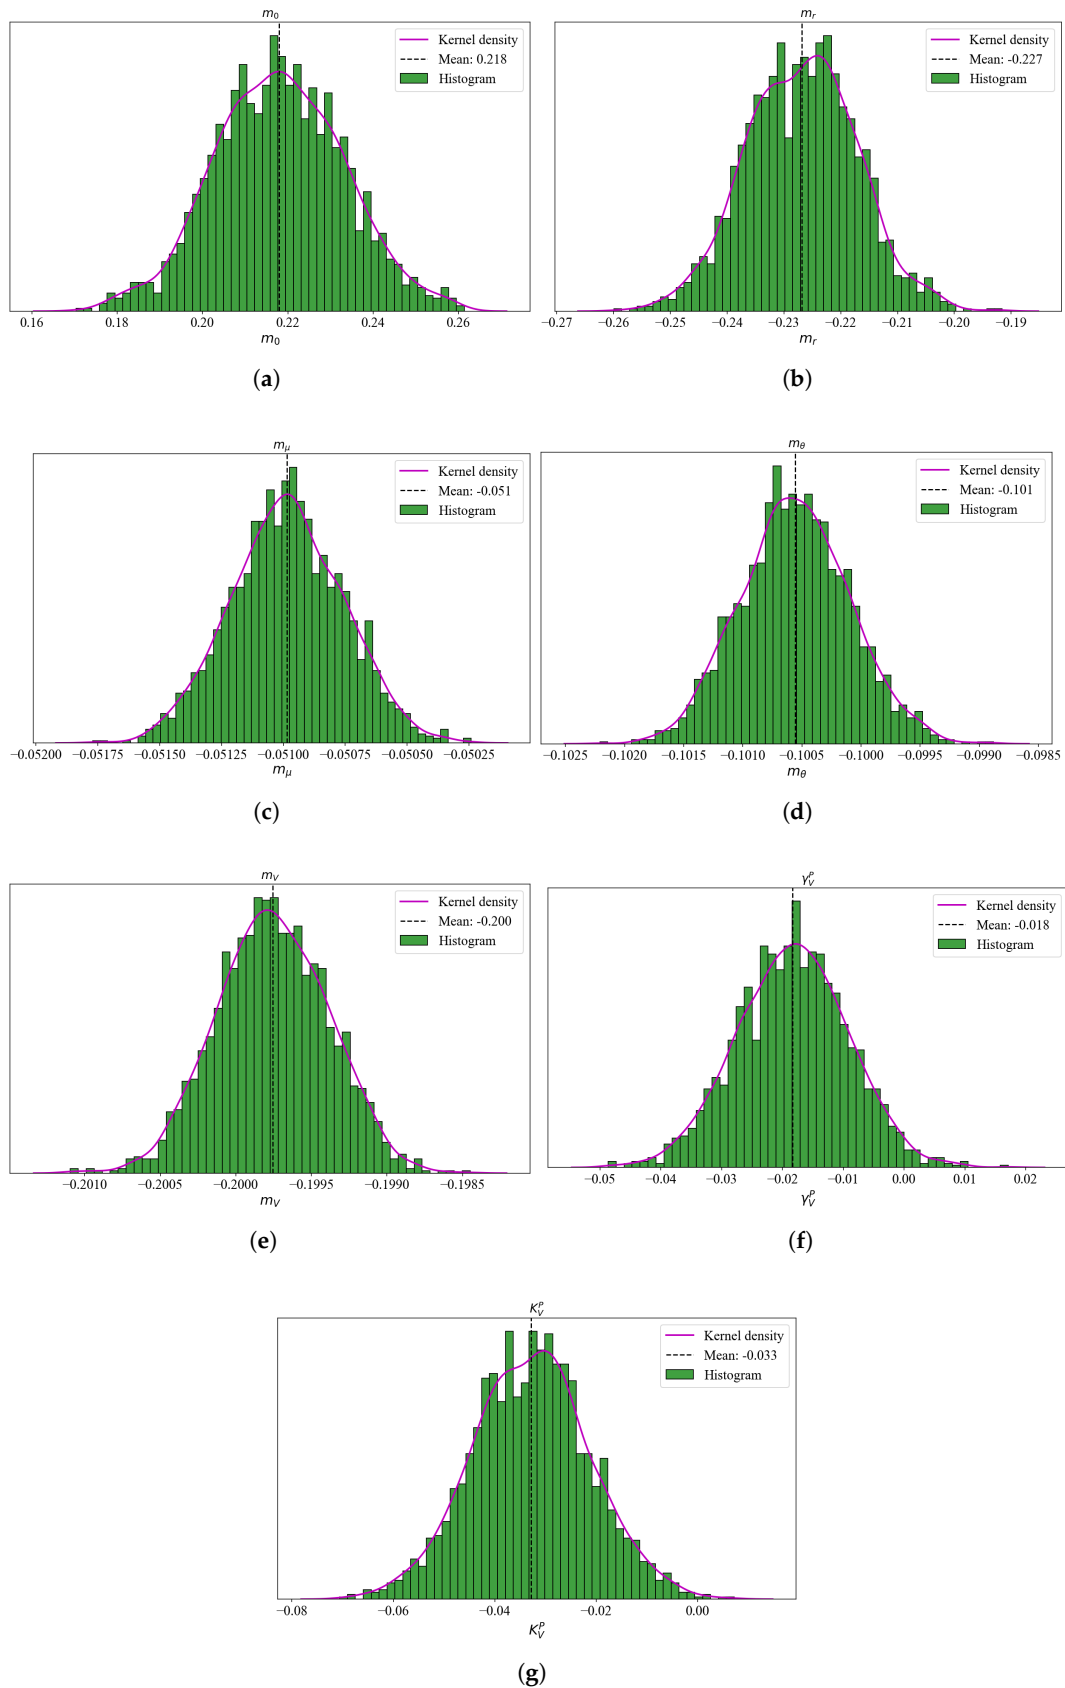 m0
Kernel density
Mean: 0.218
Histogram
0.16 0.18 0.20 0.22 0.24 0.26
m0
(a)
mr
Kernel density
Mean: -0.227
Histogram
−0.27 −0.26 −0.25 −0.24 −0.23 −0.22 −0.21 −0.20 −0.19
mr
(b)
mμ
Kernel density
Mean: -0.051
Histogram
−0.05200 −0.05175 −0.05150 −0.05125 −0.05100 −0.05075 −0.05050 −0.05025
mμ
(c)
mθ
Kernel density
Mean: -0.101
Histogram
−0.1025 −0.1020 −0.1015 −0.1010 −0.1005 −0.1000 −0.0995 −0.0990 −0.0985
mθ
(d)
mV
Kernel density
Mean: -0.200
Histogram
−0.2010 −0.2005 −0.2000 −0.1995 −0.1990 −0.1985
mV
(e)
γVP
Kernel density
Mean: -0.018
Histogram
−0.05 −0.04 −0.03 −0.02 −0.01 0.00 0.01 0.02
γVP
(f)
KVP
Kernel density
Mean: -0.033
Histogram
−0.08 −0.06 −0.04 −0.02 0.00
KVP
(g)